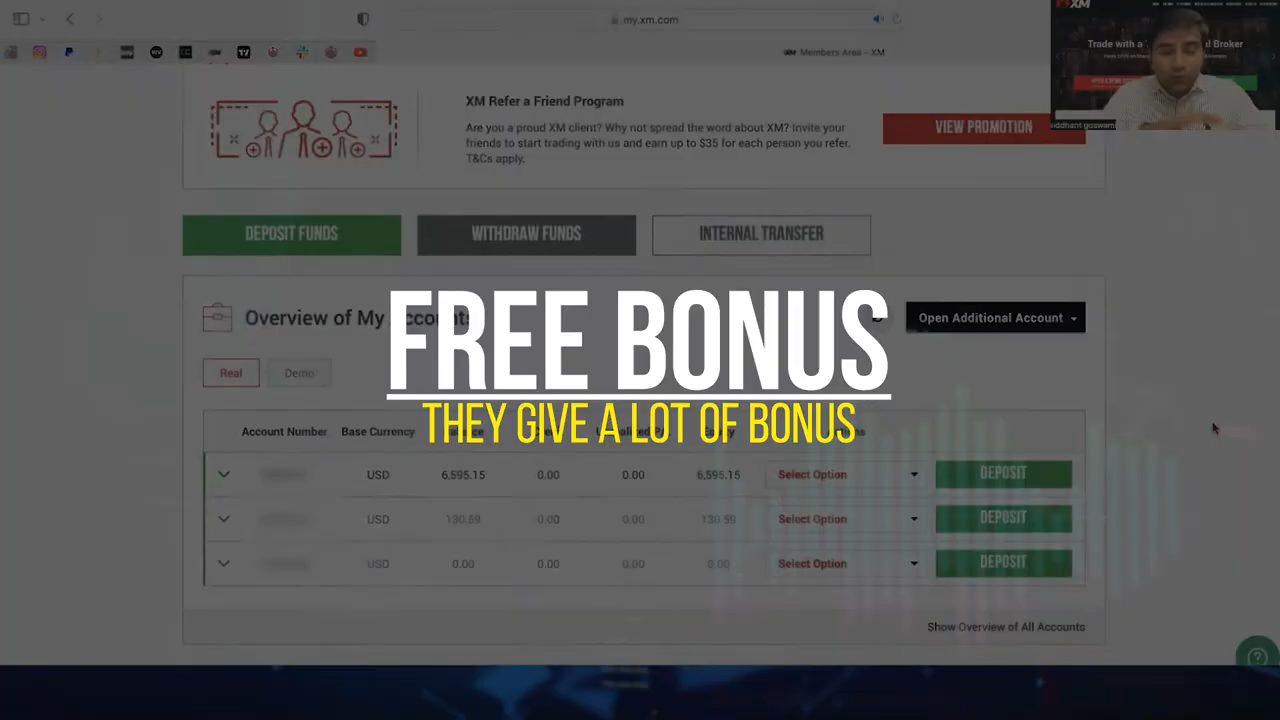 my.xm.com
Members Area – XM
XM
Trade with a
l Broker
siddhant goswami
XM Refer a Friend Program
Are you a proud XM client? Why not spread the word about XM? Invite your
friends to start trading with us and earn up to $35 for each person you refer.
T&Cs apply.
VIEW PROMOTION
DEPOSIT FUNDS
WITHDRAW FUNDS
INTERNAL TRANSFER
Overview of My Accounts
Open Additional Account
FREE BONUS
THEY GIVE A LOT OF BONUS
Real
Demo
Account Number Base Currency
USD 6,595.15 0.00 0.00 6,595.15 Select Option DEPOSIT
USD 130.59 0.00 0.00 130.59 Select Option DEPOSIT
USD 0.00 0.00 0.00 0.00 Select Option DEPOSIT
Show Overview of All Accounts